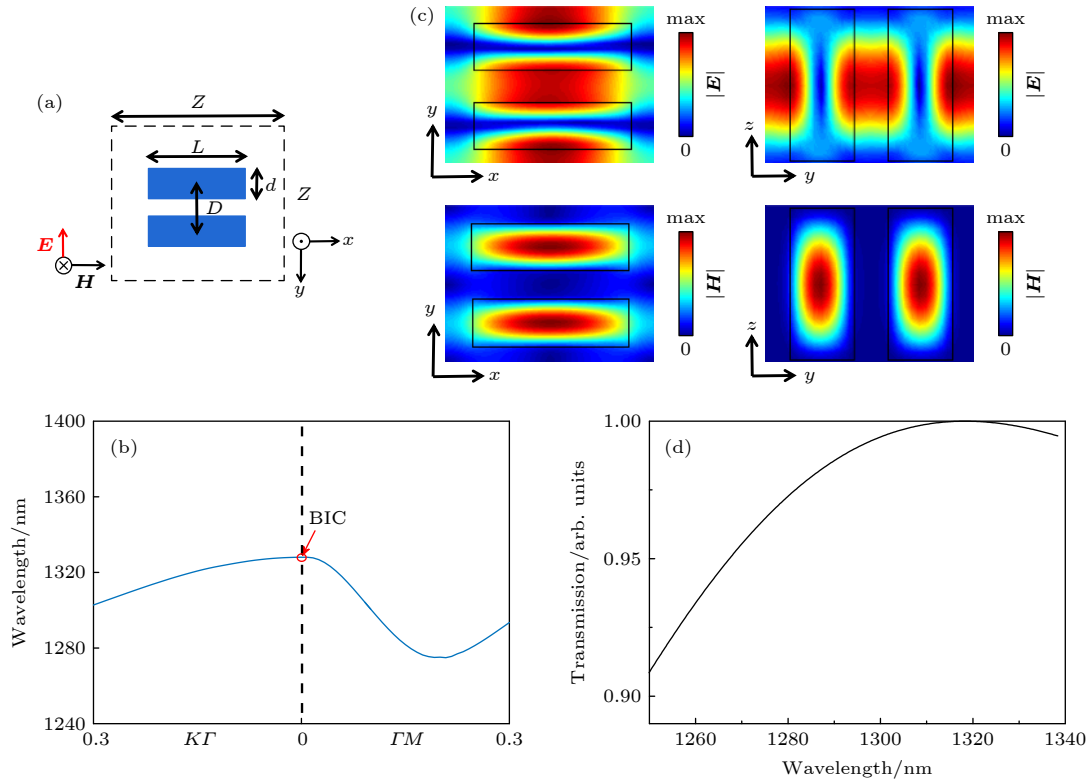 (a)
Z
L
d
D
Z
E
H
x
y
(c)
y
x
max
|E|
0
z
y
max
|E|
0
y
x
max
|H|
0
z
y
max
|H|
0
(b)
Wavelength/nm
1400
1360
1320
1280
1240
BIC
0.3
KΓ
0
ΓM
0.3
(d)
Transmission/arb. units
1.00
0.95
0.90
1260
1280
1300
1320
1340
Wavelength/nm